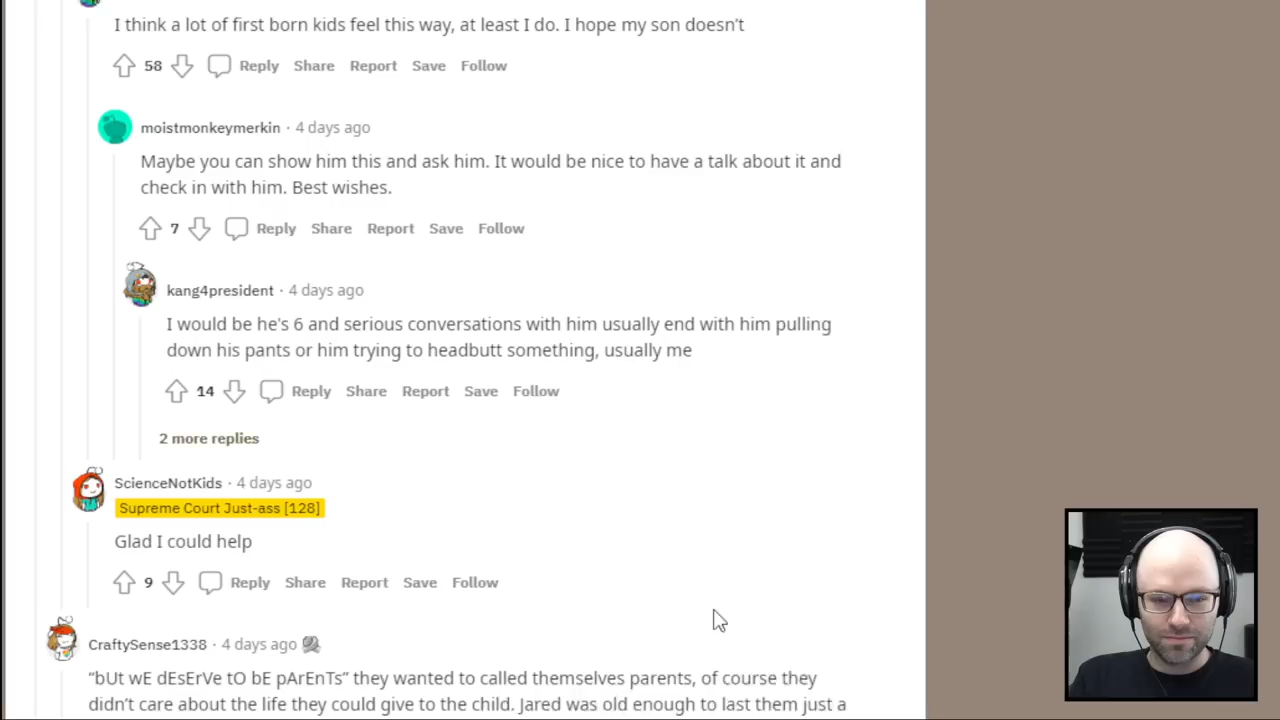 I think a lot of first born kids feel this way, at least I do. I hope my son doesn't
58 Reply Share Report Save Follow
moistmonkeymerkin · 4 days ago
Maybe you can show him this and ask him. It would be nice to have a talk about it and
check in with him. Best wishes.
7 Reply Share Report Save Follow
kang4president · 4 days ago
I would be he's 6 and serious conversations with him usually end with him pulling
down his pants or him trying to headbutt something, usually me
14 Reply Share Report Save Follow
2 more replies
ScienceNotKids · 4 days ago
Supreme Court Just-ass [128]
Glad I could help
9 Reply Share Report Save Follow
CraftySense1338 · 4 days ago
“bUt wE dEsErVe tO bE pArEnTs” they wanted to called themselves parents, of course they
didn't care about the life they could give to the child. Jared was old enough to last them just a